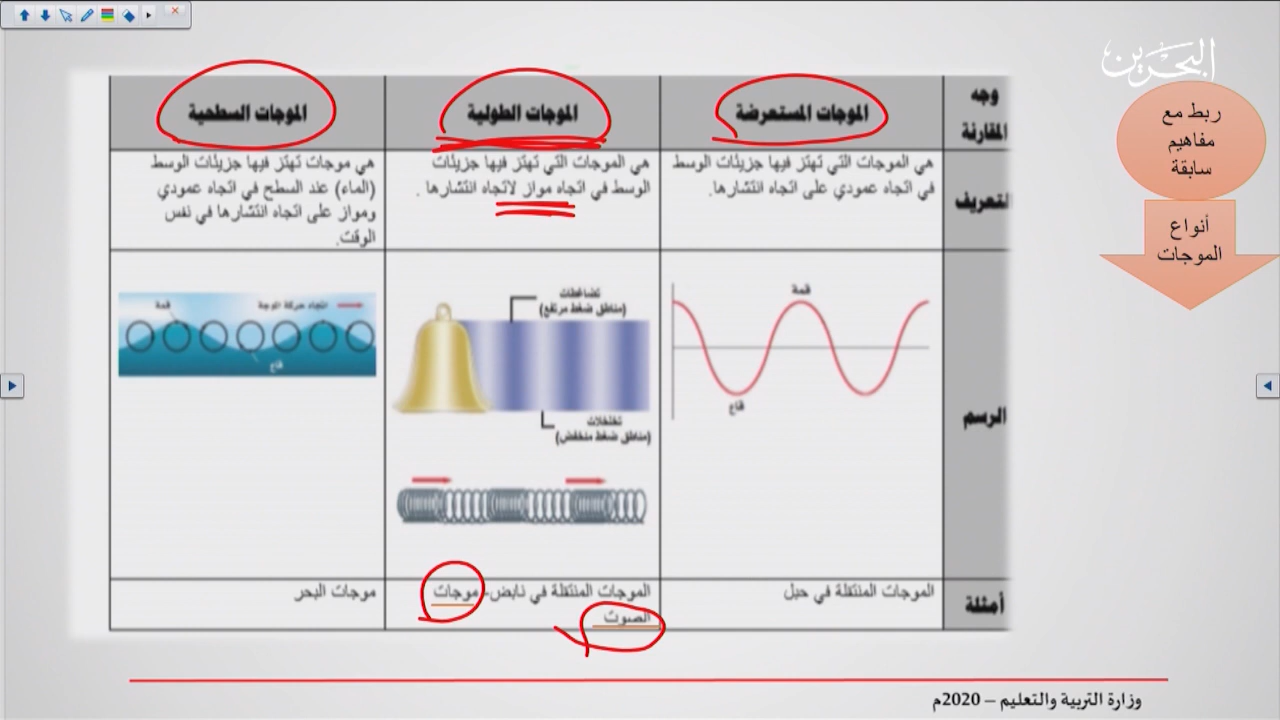 البحرين
ربط مع
مفاهيم
سابقة
أنواع
الموجات
وجه
المقارنة
الموجات المستعرضة
الموجات الطولية
الموجات السطحية
التعريف
هي الموجات التي تهتز فيها جزيئات الوسط
في اتجاه عمودي على اتجاه انتشارها.
هي الموجات التي تهتز فيها جزيئات
الوسط في اتجاه مواز لاتجاه انتشارها .
هي موجات تهتز فيها جزيئات الوسط
(الماء) عند السطح في اتجاه عمودي
ومواز على اتجاه انتشارها في نفس
الوقت.
الرسم
قمة
قاع
تضاغطات
(مناطق ضغط مرتفع)
تخلخلات
(مناطق ضغط منخفض)
اتجاه حركة الموجة
قمة
قاع
أمثلة
الموجات المنتقلة في حبل
الموجات المنتقلة في نابض- موجات
الصوت
موجات البحر
وزارة التربية والتعليم – 2020م